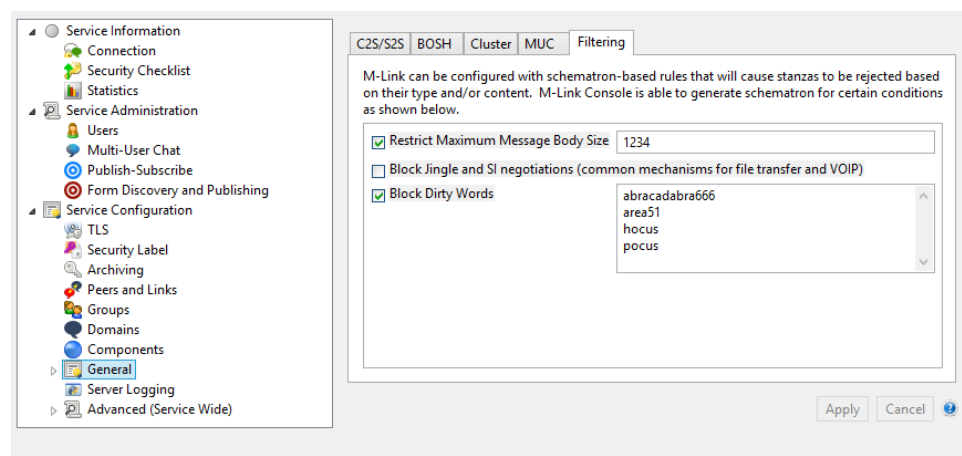 Service Information
Connection
Security Checklist
Statistics
Service Administration
Users
Multi-User Chat
Publish-Subscribe
Form Discovery and Publishing
Service Configuration
TLS
Security Label
Archiving
Peers and Links
Groups
Domains
Components
General
Server Logging
Advanced (Service Wide)
C2S/S2S BOSH Cluster MUC Filtering
M-Link can be configured with schematron-based rules that will cause stanzas to be rejected based
on their type and/or content. M-Link Console is able to generate schematron for certain conditions
as shown below.
Restrict Maximum Message Body Size 1234
Block Jingle and SI negotiations (common mechanisms for file transfer and VOIP)
Block Dirty Words abracadabra666
area51
hocus
pocus
Apply Cancel ?